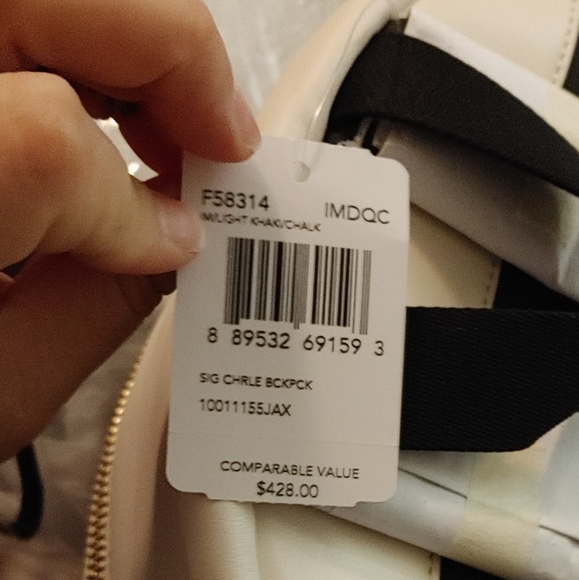 F58314 IMDQC
IM/LIGHT KHAKI/CHALK
8 89532 69159 3
SIG CHRLE BCKPCK
10011155JAX
COMPARABLE VALUE
$428.00